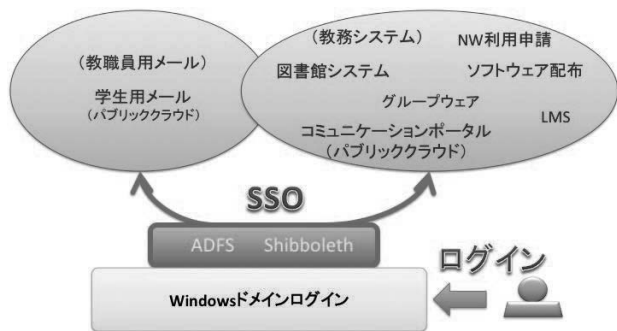 （教職員用メール）
学生用メール
（パブリッククラウド）
（教務システム）
NW利用申請
図書館システム
ソフトウェア配布
グループウェア
LMS
コミュニケーションポータル
（パブリッククラウド）
SSO
ADFS Shibboleth
ログイン
Windowsドメインログイン